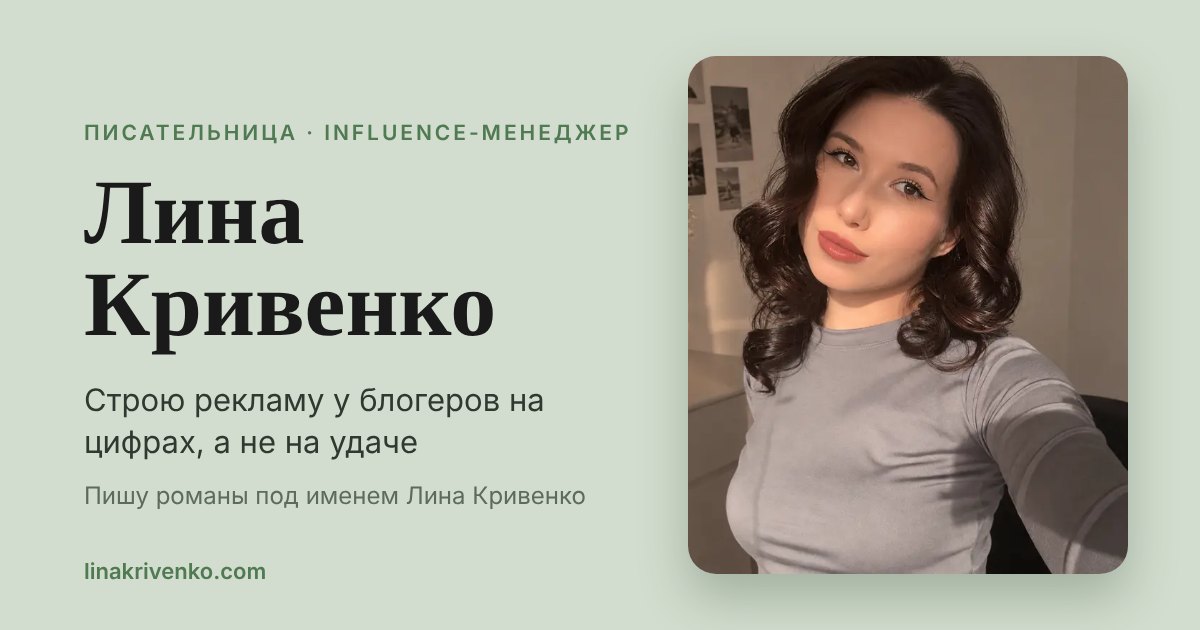 ПИСАТЕЛЬНИЦА · INFLUENCE-МЕНЕДЖЕР
Лина
Кривенко
Строю рекламу у блогеров на
цифрах, а не на удаче
Пишу романы под именем Лина Кривенко
linakrivenko.com